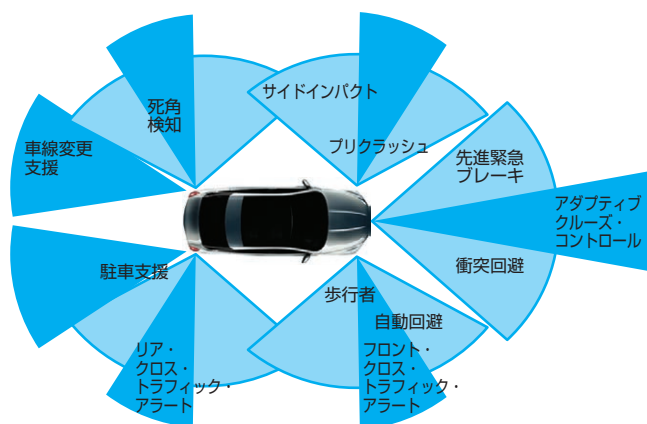 死角
検知
サイドインパクト
プリクラッシュ
車線変更
支援
先進緊急
ブレーキ
アダプティブ
クルーズ・
コントロール
駐車支援
衝突回避
歩行者
自動回避
リア・
クロス・
トラフィック・
アラート
フロント・
クロス・
トラフィック・
アラート